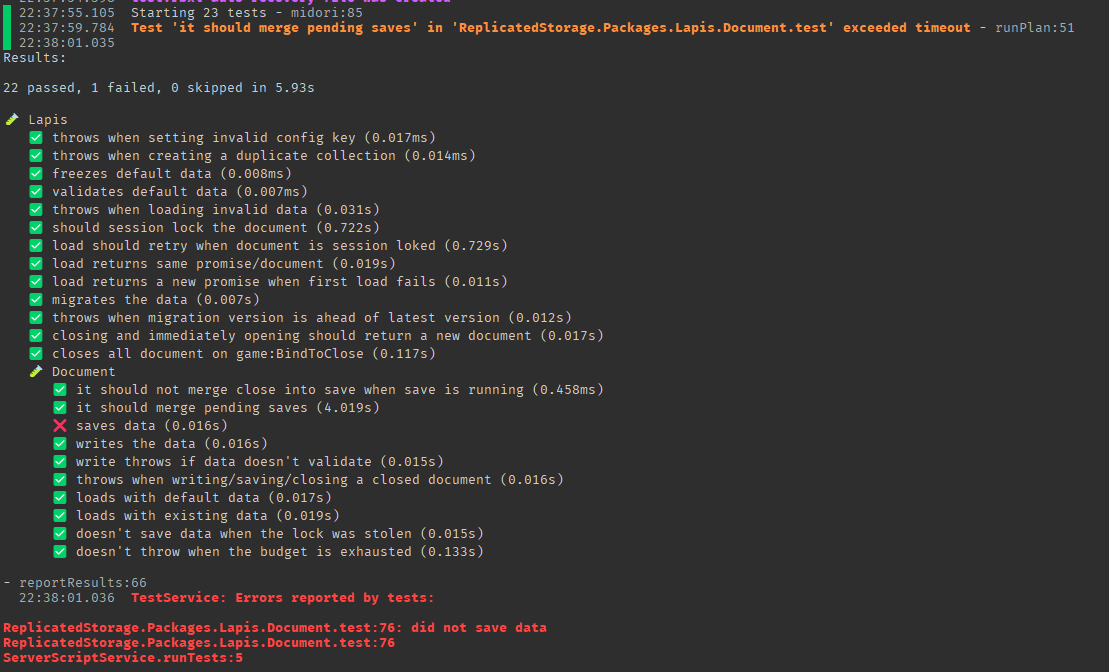 22:37:55.105 Starting 23 tests - midori:85
22:37:59.784 Test 'it should merge pending saves' in 'ReplicatedStorage.Packages.Lapis.Document.test' exceeded timeout - runPlan:51
22:38:01.035
Results:
22 passed, 1 failed, 0 skipped in 5.93s
Lapis
throws when setting invalid config key (0.017ms)
throws when creating a duplicate collection (0.014ms)
freezes default data (0.008ms)
validates default data (0.007ms)
throws when loading invalid data (0.031s)
should session lock the document (0.722s)
load should retry when document is session loked (0.729s)
load returns same promise/document (0.019s)
load returns a new promise when first load fails (0.011s)
migrates the data (0.007s)
throws when migration version is ahead of latest version (0.012s)
closing and immediately opening should return a new document (0.017s)
closes all document on game:BindToClose (0.117s)
Document
it should not merge close into save when save is running (0.458ms)
it should merge pending saves (4.019s)
saves data (0.016s)
writes the data (0.016s)
write throws if data doesn't validate (0.015s)
throws when writing/saving/closing a closed document (0.016s)
loads with default data (0.017s)
loads with existing data (0.019s)
doesn't save data when the lock was stolen (0.015s)
doesn't throw when the budget is exhausted (0.133s)
- reportResults:66
22:38:01.036 TestService: Errors reported by tests:
ReplicatedStorage.Packages.Lapis.Document.test:76: did not save data
ReplicatedStorage.Packages.Lapis.Document.test:76
ServerScriptService.runTests:5